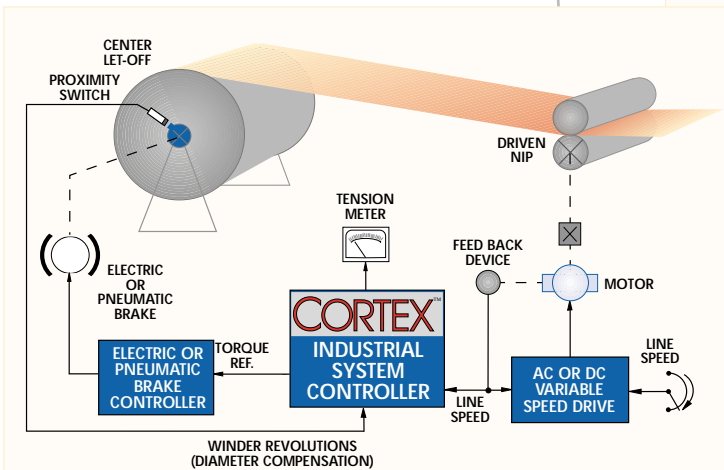 CENTER
LET-OFF
PROXIMITY
SWITCH
DRIVEN
NIP
TENSION
METER
FEED BACK
DEVICE
MOTOR
ELECTRIC
OR
PNEUMATIC
BRAKE
CORTEX™
INDUSTRIAL
SYSTEM
CONTROLLER
ELECTRIC OR
PNEUMATIC
BRAKE
CONTROLLER
TORQUE
REF.
LINE
SPEED
AC OR DC
VARIABLE
SPEED DRIVE
LINE
SPEED
WINDER REVOLUTIONS
(DIAMETER COMPENSATION)